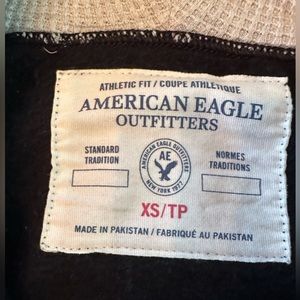 ATHLETIC FIT / COUPE ATHLÉTIQUE
AMERICAN EAGLE
OUTFITTERS
STANDARD
TRADITION
AMERICAN EAGLE OUTFITTERS
AE
NEW YORK 1977
NORMES
TRADITIONS
XS/TP
MADE IN PAKISTAN / FABRIQUÉ AU PAKISTAN